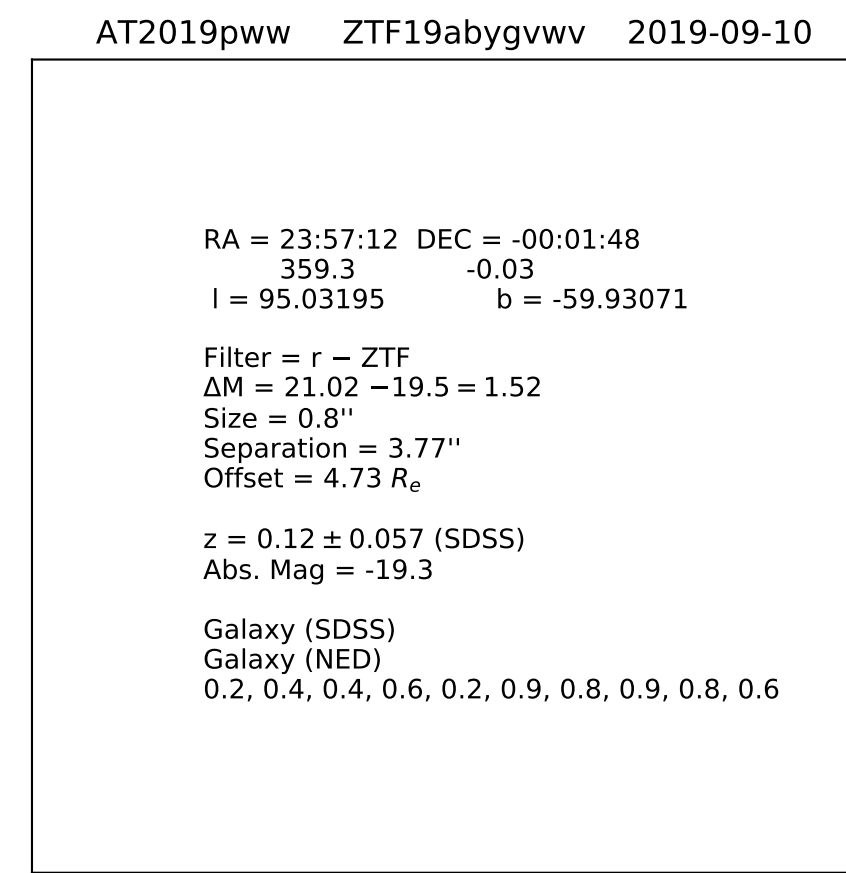 AT2019pww ZTF19abygvwv 2019-09-10
RA = 23:57:12 DEC = -00:01:48
359.3 -0.03
l = 95.03195 b = -59.93071
Filter = r − ZTF
ΔM = 21.02 −19.5 = 1.52
Size = 0.8''
Separation = 3.77''
Offset = 4.73 Rₑ
z = 0.12 ± 0.057 (SDSS)
Abs. Mag = -19.3
Galaxy (SDSS)
Galaxy (NED)
0.2, 0.4, 0.4, 0.6, 0.2, 0.9, 0.8, 0.9, 0.8, 0.6